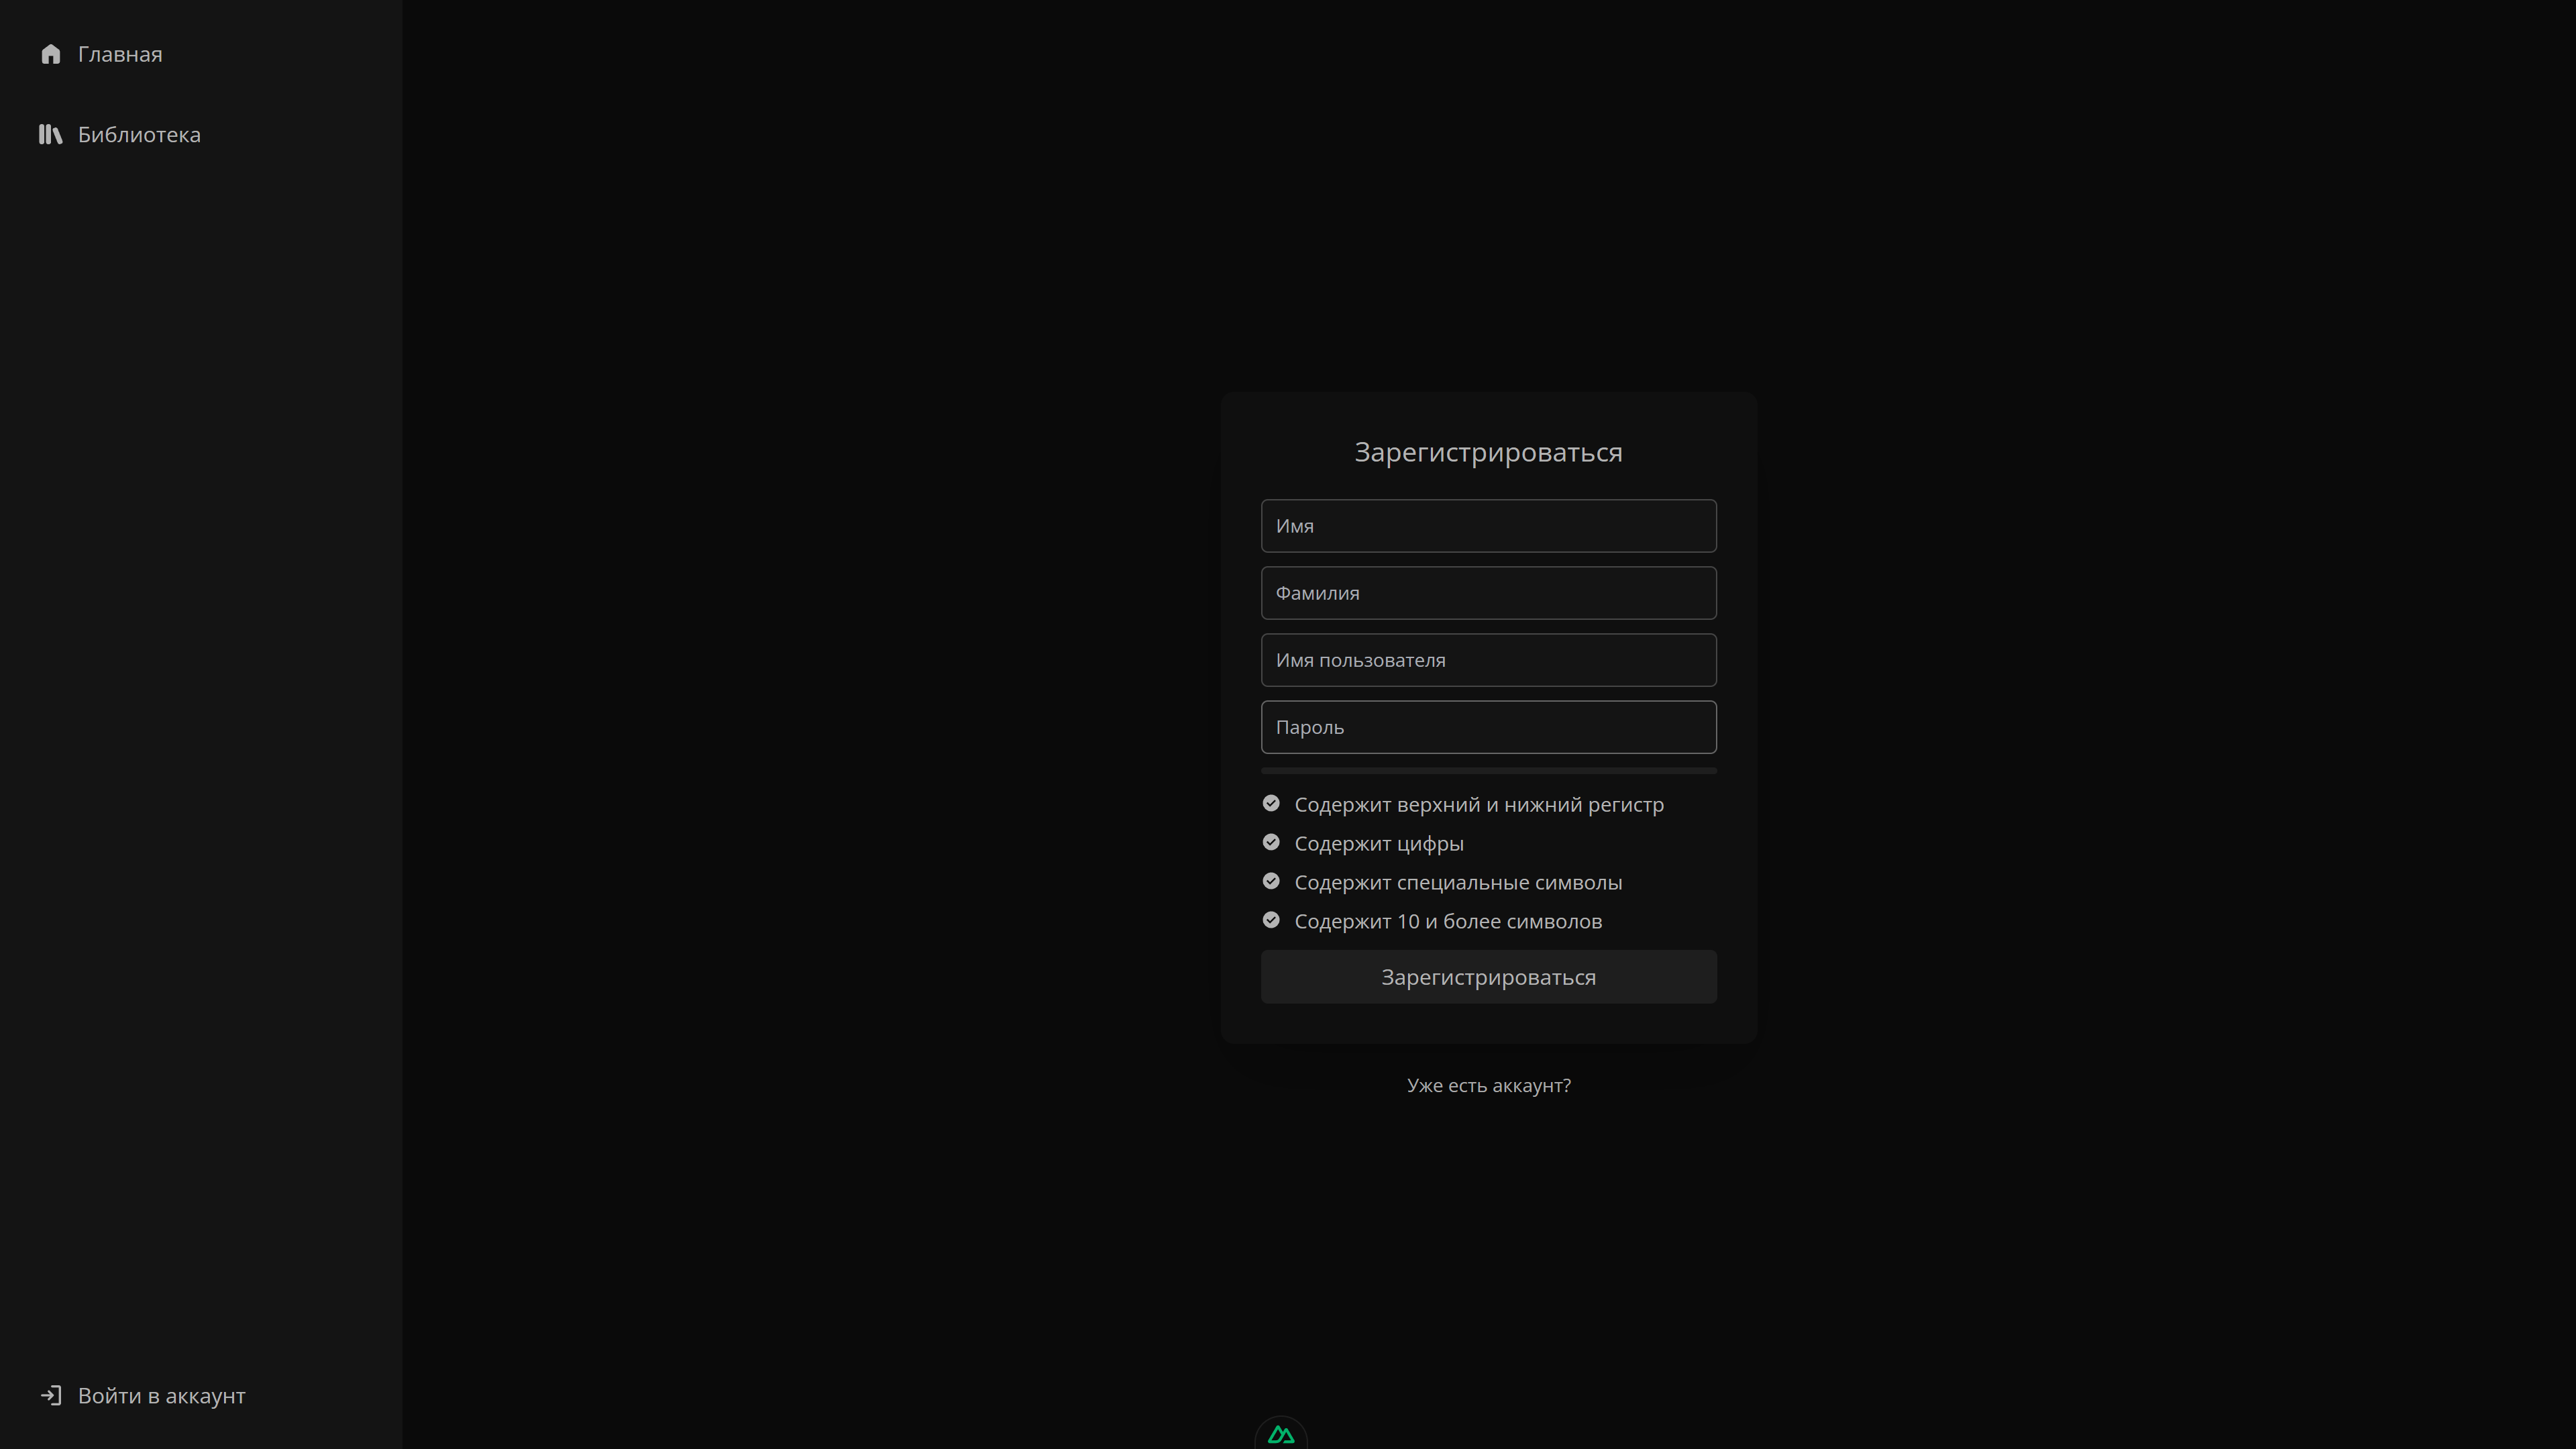 Главная
Библиотека
Зарегистрироваться
Имя
Фамилия
Имя пользователя
Пароль
Содержит верхний и нижний регистр
Содержит цифры
Содержит специальные символы
Содержит 10 и более символов
Зарегистрироваться
Уже есть аккаунт?
Войти в аккаунт